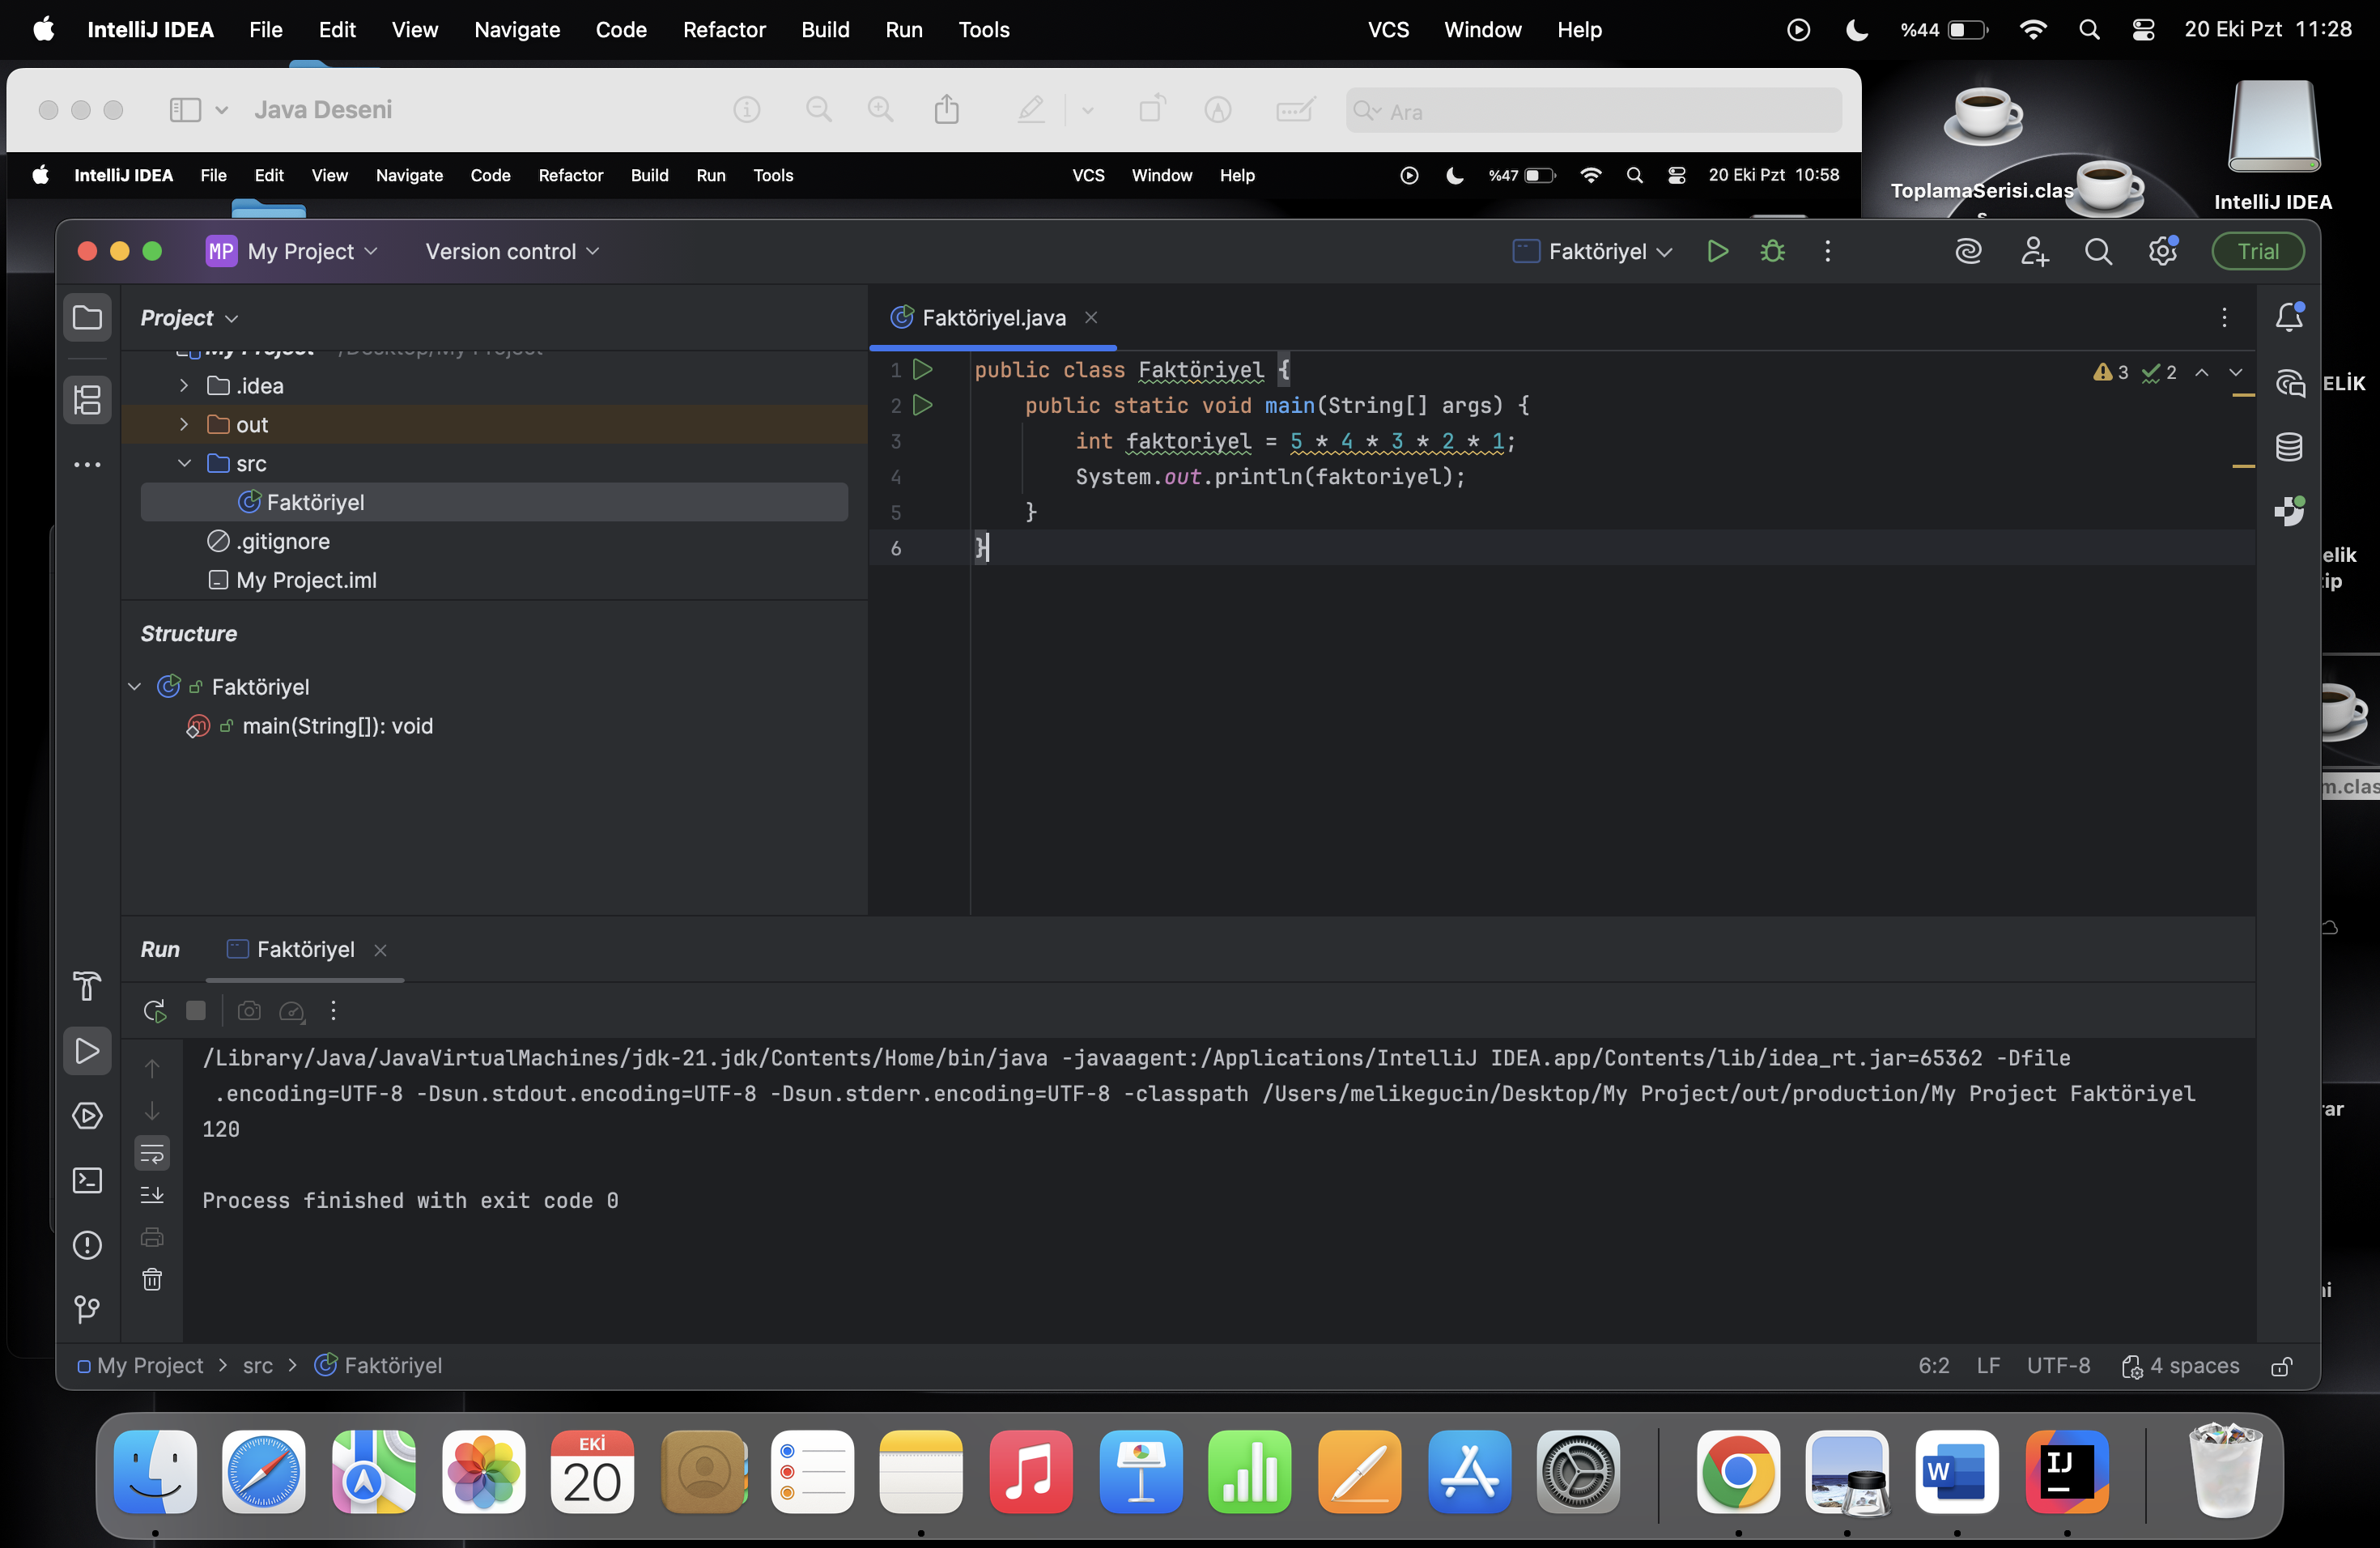 IntelliJ IDEA File Edit View Navigate Code Refactor Build Run Tools VCS Window Help %44 20 Eki Pzt 11:28
Java Deseni Ara
IntelliJ IDEA File Edit View Navigate Code Refactor Build Run Tools VCS Window Help %47 20 Eki Pzt 10:58
ToplamaSerisi.clas
s
IntelliJ IDEA
MP My Project Version control Faktöriyel Trial
Project
Faktöriyel.java
My Project ~/Desktop/My Project
.idea
out
src
Faktöriyel
.gitignore
My Project.iml
1 public class Faktöriyel {
2 public static void main(String[] args) {
3 int faktoriyel = 5 * 4 * 3 * 2 * 1;
4 System.out.println(faktoriyel);
5 }
6 }
3 2
ELİK
elik
zip
m.clas
rar
Structure
Faktöriyel
main(String[]): void
Run Faktöriyel
/Library/Java/JavaVirtualMachines/jdk-21.jdk/Contents/Home/bin/java -javaagent:/Applications/IntelliJ IDEA.app/Contents/lib/idea_rt.jar=65362 -Dfile
.encoding=UTF-8 -Dsun.stdout.encoding=UTF-8 -Dsun.stderr.encoding=UTF-8 -classpath /Users/melikegucin/Desktop/My Project/out/production/My Project Faktöriyel
120
Process finished with exit code 0
My Project > src > Faktöriyel
6:2 LF UTF-8 4 spaces
EKİ
20
W
IJ